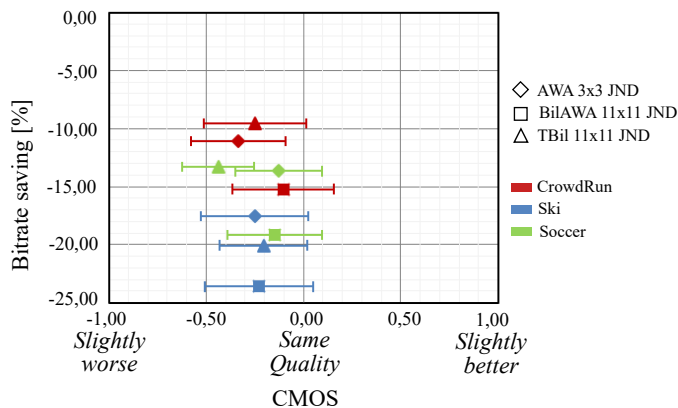 0,00
-5,00
-10,00
-15,00
-20,00
-25,00
Bitrate saving [%]
-1,00
-0,50
0,00
0,50
1,00
Slightly
worse
Same
Quality
Slightly
better
CMOS
AWA 3x3 JND
BilAWA 11x11 JND
TBil 11x11 JND
CrowdRun
Ski
Soccer